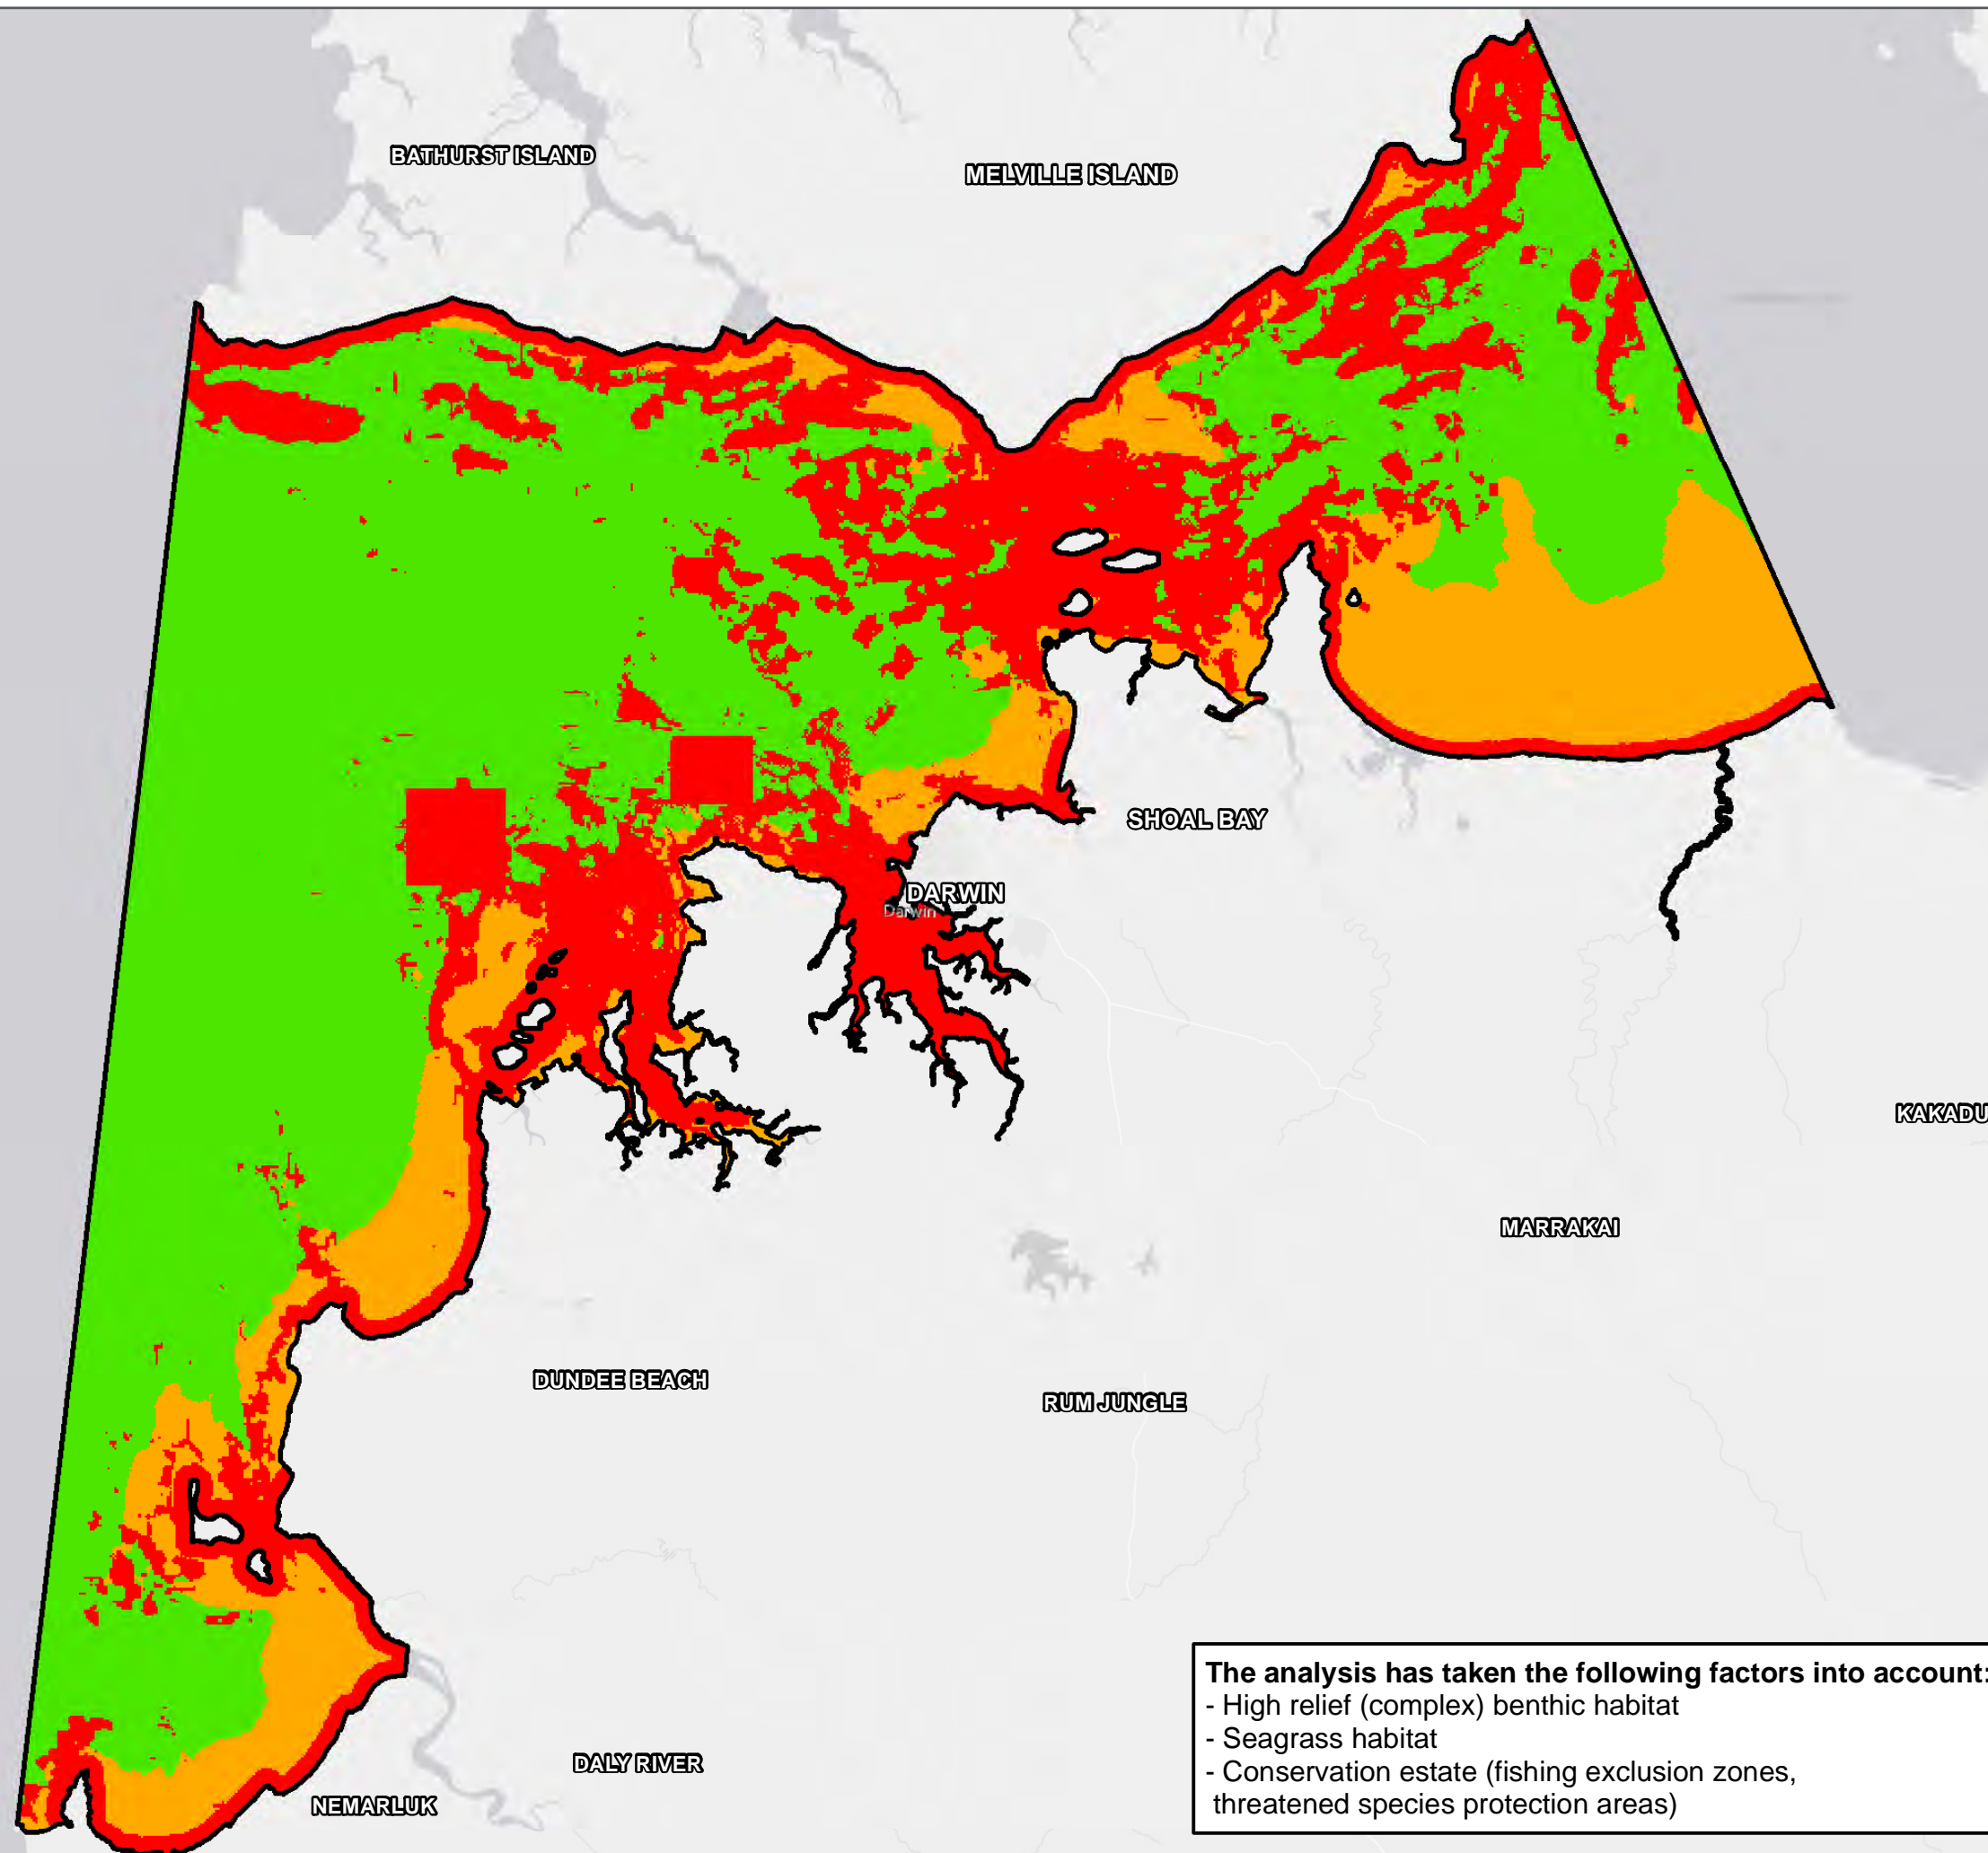 BATHURST ISLAND
MELVILLE ISLAND
SHOAL BAY
DARWIN
Darwin
KAKADU
MARRAKAI
DUNDEE BEACH
RUM JUNGLE
DALY RIVER
NEMARLUK
The analysis has taken the following factors into account:
- High relief (complex) benthic habitat
- Seagrass habitat
- Conservation estate (fishing exclusion zones,
threatened species protection areas)